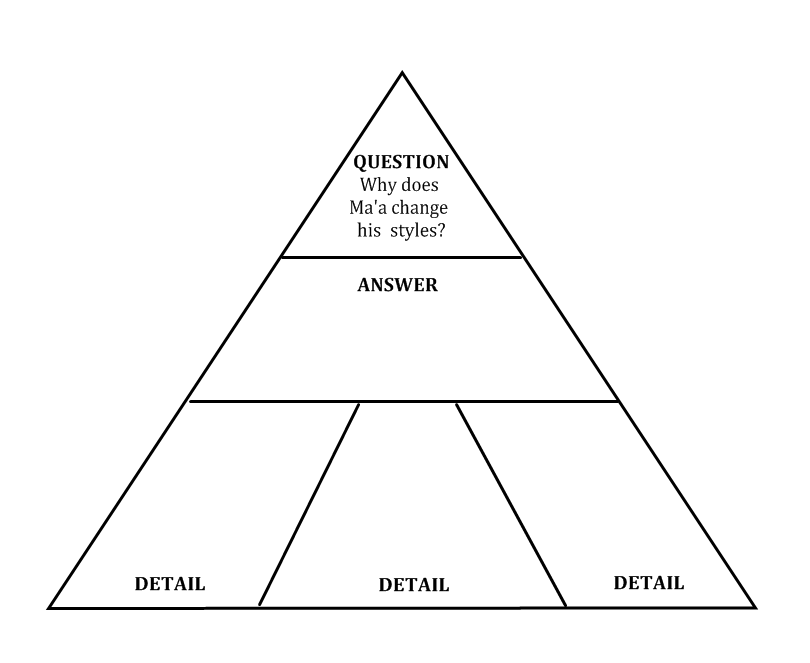 QUESTION
Why does
Ma'a change
his styles?
ANSWER
DETAIL
DETAIL
DETAIL